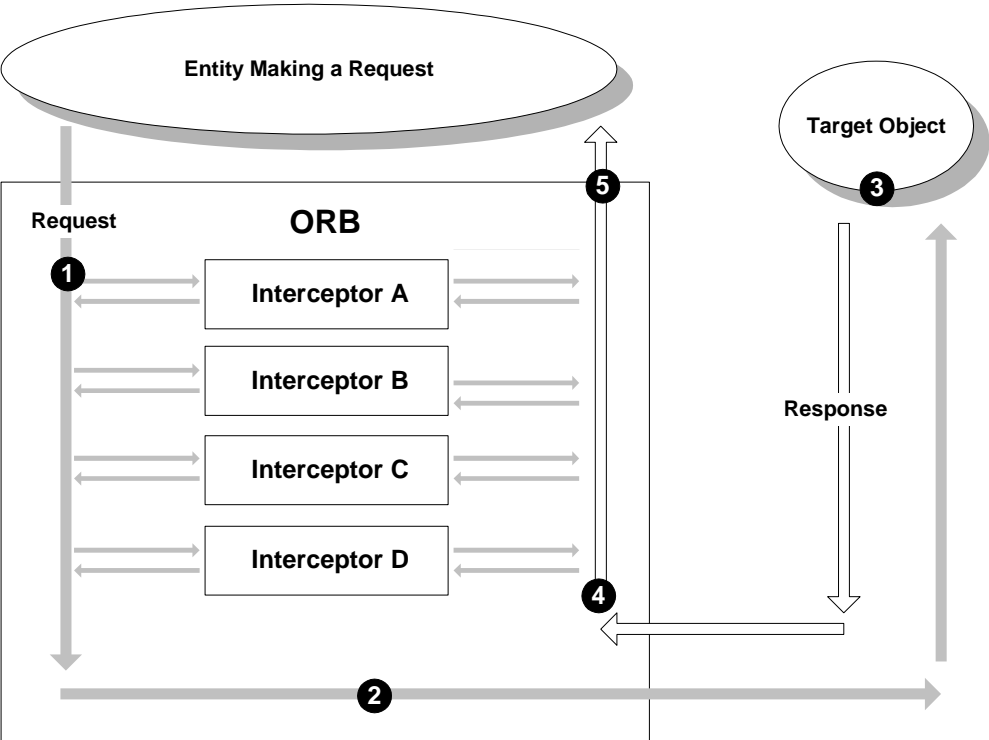 Entity Making a Request
Target Object
3
5
Request
ORB
1
Interceptor A
Interceptor B
Response
Interceptor C
Interceptor D
4
2